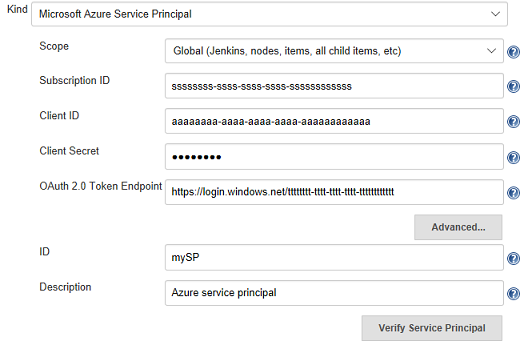 Kind Microsoft Azure Service Principal
Scope Global (Jenkins, nodes, items, all child items, etc)
Subscription ID ssssssss-ssss-ssss-ssss-ssssssssssss
Client ID aaaaaaaa-aaaa-aaaa-aaaa-aaaaaaaaaaaa
Client Secret ••••••••
OAuth 2.0 Token Endpoint https://login.windows.net/tttttttt-tttt-tttt-tttt-tttttttttttt
Advanced...
ID mySP
Description Azure service principal
Verify Service Principal